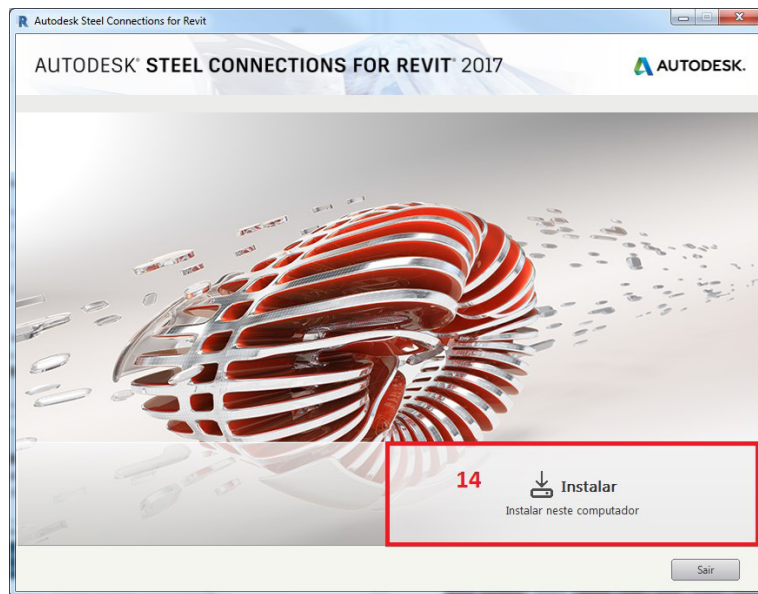 Autodesk Steel Connections for Revit
AUTODESK® STEEL CONNECTIONS FOR REVIT® 2017
AUTODESK.
14
Instalar
Instalar neste computador
Sair